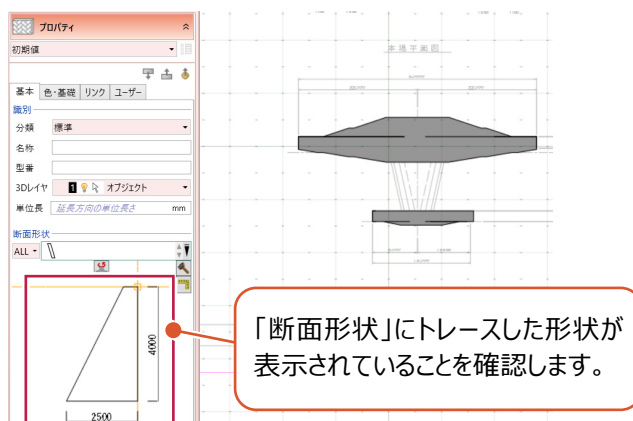 プロパティ
初期値
基本 色・基礎 リンク ユーザー
識別
分類 標準
名称
型番
3Dレイヤ 1 オブジェクト
単位長 延長方向の単位長さ mm
断面形状
ALL
4000
2500
本堤平面図
「断面形状」にトレースした形状が
表示されていることを確認します。